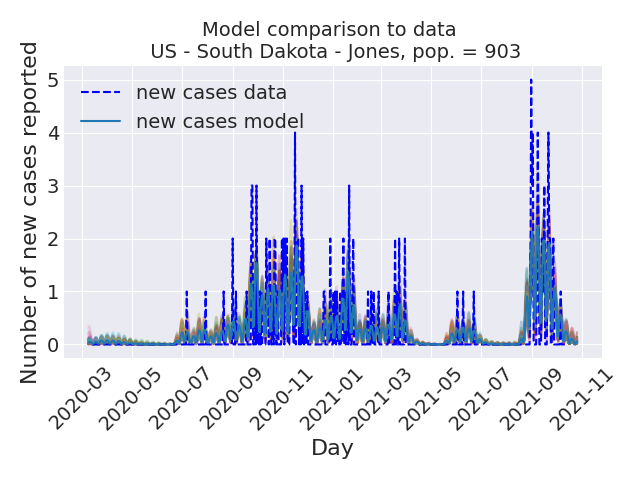 Model comparison to data
US - South Dakota - Jones, pop. = 903
Number of new cases reported
5
4
3
2
1
0
new cases data
new cases model
2020-03
2020-05
2020-07
2020-09
2020-11
2021-01
2021-03
2021-05
2021-07
2021-09
2021-11
Day